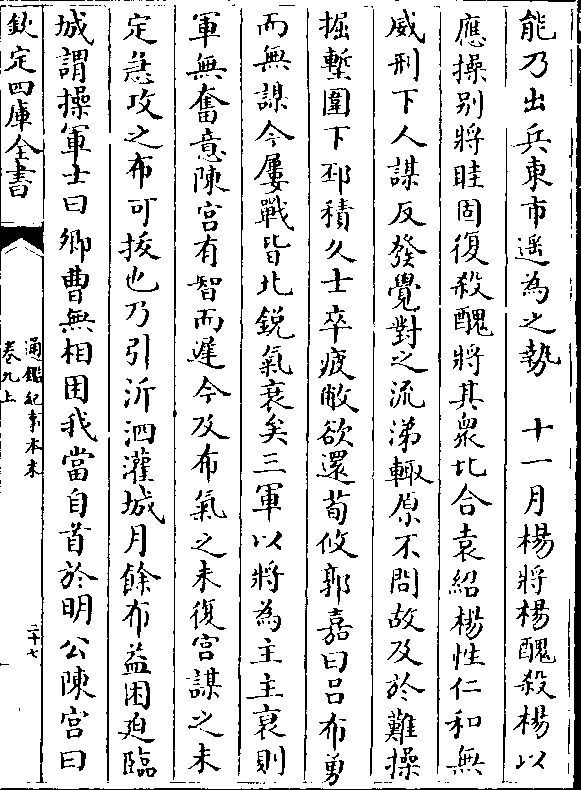 能乃出兵東市遥為之勢　十一月楊將楊醜殺楊以
應操别將眭固復殺醜將其衆北合袁紹楊性仁和無
威刑下人謀反發覺對之流涕輙原不問故及於難操
掘塹圍下邳積久士卒疲敝欲還荀攸郭嘉曰吕布勇
而無謀今屢戰皆北鋭氣衰矣三軍以將為主主衰則
軍無奮意陳宫有智而遲今及布氣之未復宫謀之未
定急攻之布可拔也乃引沂泗灌城月餘布益困廹臨
城謂操軍士曰卿曹無相困我當自首於明公陳宫曰
欽定四庫全書
通鑑紀事本末
卷九上
二十七